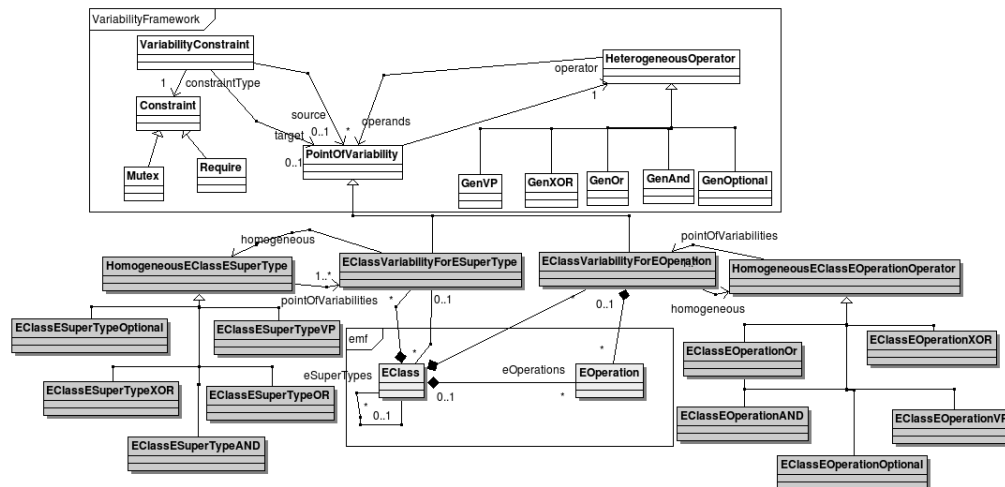 VariabilityFramework
VariabilityConstraint
HeterogeneousOperator
operator
1
constraintType
1
Constraint
source
0..1
*
operands
target
0..1
PointOfVariability
Mutex
Require
GenVP
GenXOR
GenOr
GenAnd
GenOptional
homogeneous
pointOfVariabilities
HomogeneousEClassESuperType
EClassVariabilityForESuperType
EClassVariabilityForEOperation
HomogeneousEClassEOperationOperator
1..*
pointOfVariabilities
*
0..1
*
0..1
homogeneous
EClassESuperTypeOptional
EClassESuperTypeVP
emf
EClassEOperationOr
EClassEOperationXOR
*
*
eSuperTypes
EClass
eOperations
EOperation
0..1
*
EClassESuperTypeXOR
EClassESuperTypeOR
*
0..1
EClassEOperationAND
EClassEOperationVP
EClassESuperTypeAND
EClassEOperationOptional